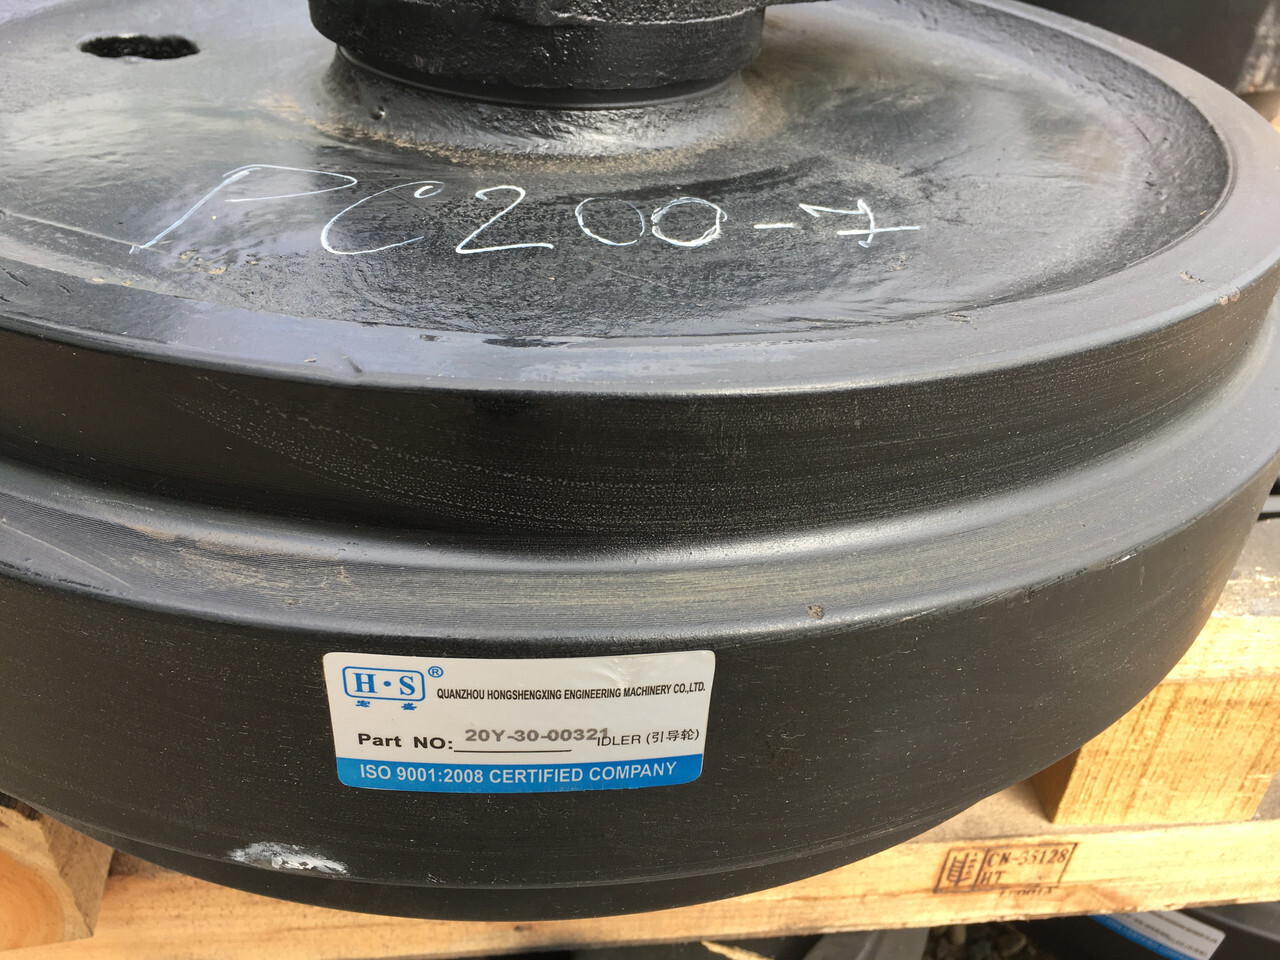 PC200-7
H·S®
宏盛
QUANZHOU HONGSHENGXING ENGINEERING MACHINERY CO.,LTD.
Part NO: 20Y-30-00321 IDLER (引导轮)
ISO 9001:2008 CERTIFIED COMPANY
CN-35128
HT